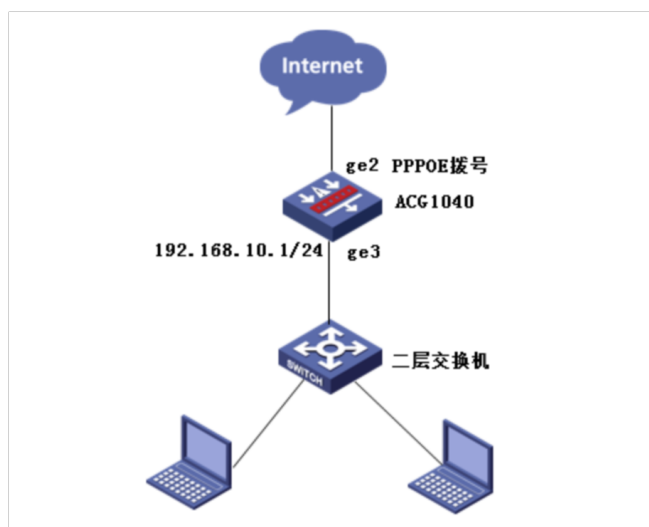 Internet
ge2 PPPOE拨号
ACG1040
192.168.10.1/24 ge3
二层交换机
SWITCH